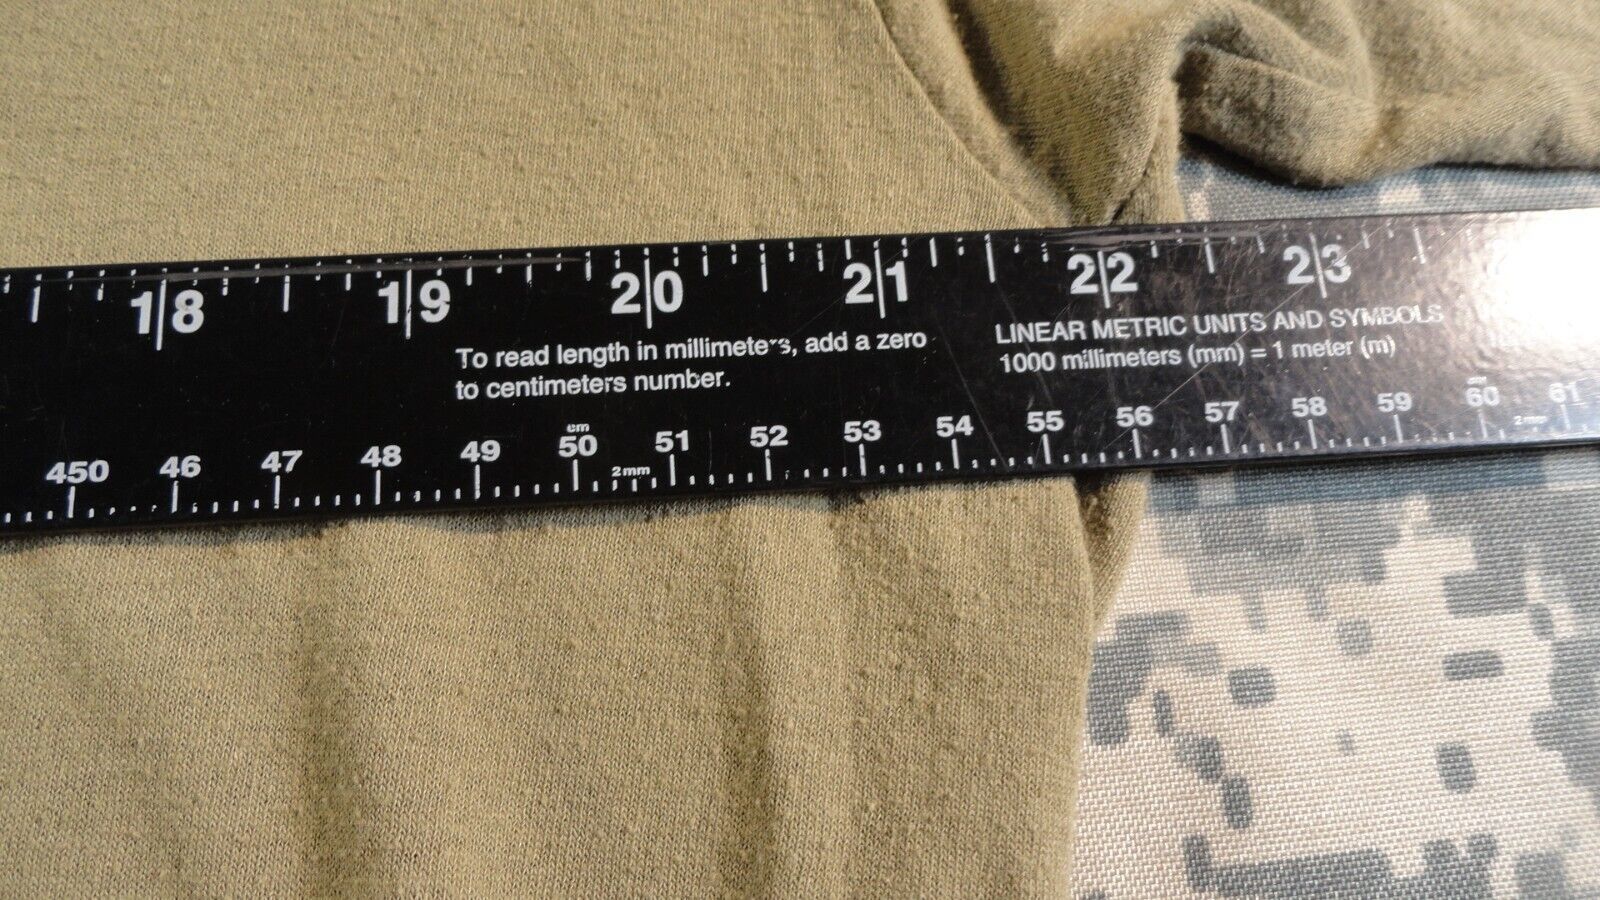 18 19 20 21 22 23
To read length in millimeters, add a zero
to centimeters number.
LINEAR METRIC UNITS AND SYMBOLS
1000 millimeters (mm) = 1 meter (m)
450 46 47 48 49 cm 50 2mm 51 52 53 54 55 56 57 58 59 cm 60 2mm 61